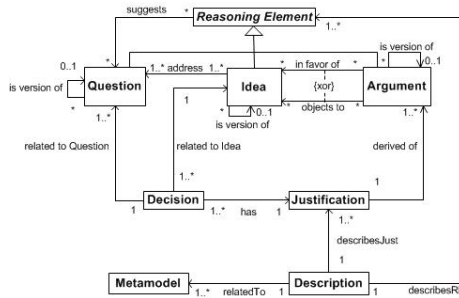 suggests * Reasoning Element
1..*
is version of
0..1 * 1..* address 1..* * in favor of * * 0..1
is version of Question Idea {xor} Argument
* * 0..1 * objects to *
1..* 1 is version of 1..*
related to Question related to Idea derived of
1..*
1 Decision 1..* has 1 Justification 1
1..*
describesJust
1
Metamodel 1..* relatedTo 1 Description 1 describesR